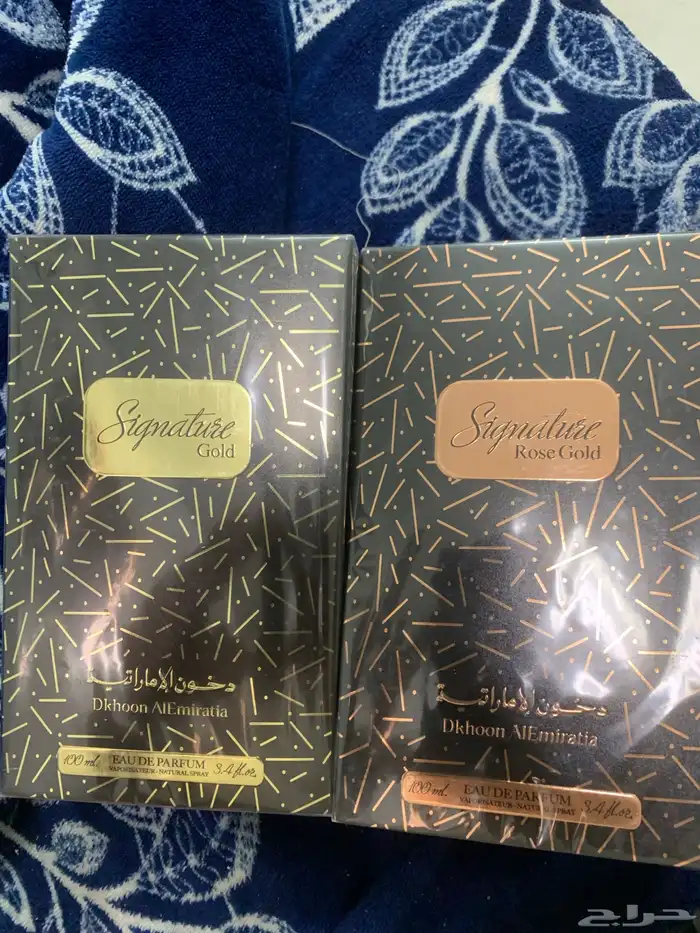 Signature
Gold
دخون الإماراتية
Dkhoon AlEmiratia
100 ml. EAU DE PARFUM 3.4 fl.oz.
VAPORISATEUR - NATURAL SPRAY
Signature
Rose Gold
دخون الإماراتية
Dkhoon AlEmiratia
100 ml. EAU DE PARFUM 3.4 fl.oz.
VAPORISATEUR - NATURAL SPRAY
حراج